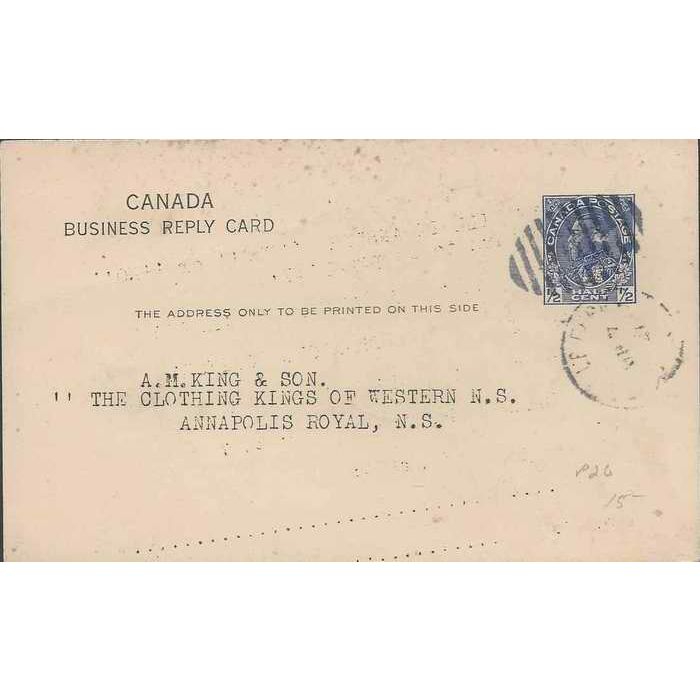 CANADA
BUSINESS REPLY CARD
CANADA POSTAGE
½ ½
HALF
CENT
THE ADDRESS ONLY TO BE PRINTED ON THIS SIDE
A.M.KING & SON.
'' THE CLOTHING KINGS OF WESTERN N.S.
ANNAPOLIS ROYAL, N.S.
P26
15-